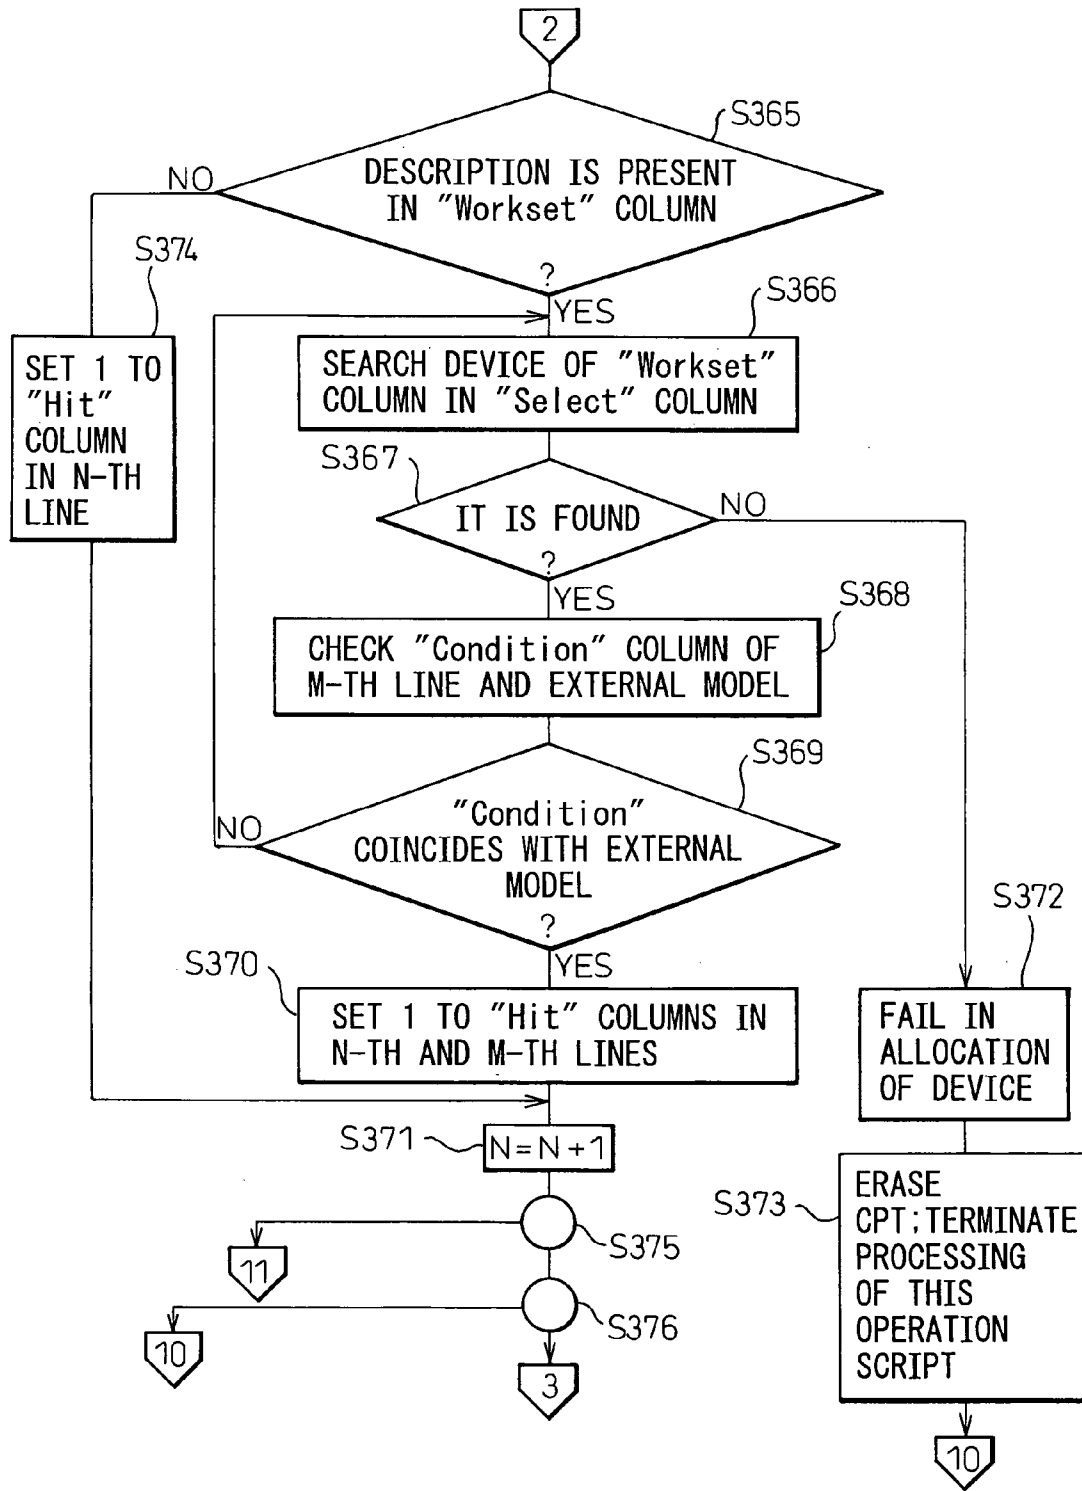 2
S365
DESCRIPTION IS PRESENT
IN "Workset" COLUMN
?
NO
YES
S374
SET 1 TO
"Hit"
COLUMN
IN N-TH
LINE
S366
SEARCH DEVICE OF "Workset"
COLUMN IN "Select" COLUMN
S367
IT IS FOUND
?
NO
YES
S368
CHECK "Condition" COLUMN OF
M-TH LINE AND EXTERNAL MODEL
S369
"Condition"
COINCIDES WITH EXTERNAL
MODEL
?
NO
YES
S370
SET 1 TO "Hit" COLUMNS IN
N-TH AND M-TH LINES
S372
FAIL IN
ALLOCATION
OF DEVICE
S371
N=N+1
S373
ERASE
CPT;TERMINATE
PROCESSING
OF THIS
OPERATION
SCRIPT
S375
11
S376
10
3
10